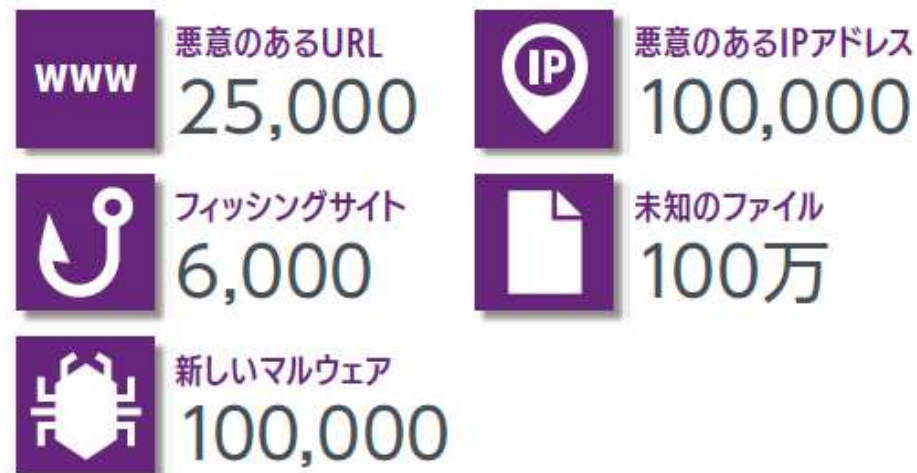 WWW
悪意のあるURL
25,000
IP
悪意のあるIPアドレス
100,000
フィッシングサイト
6,000
未知のファイル
100万
新しいマルウェア
100,000